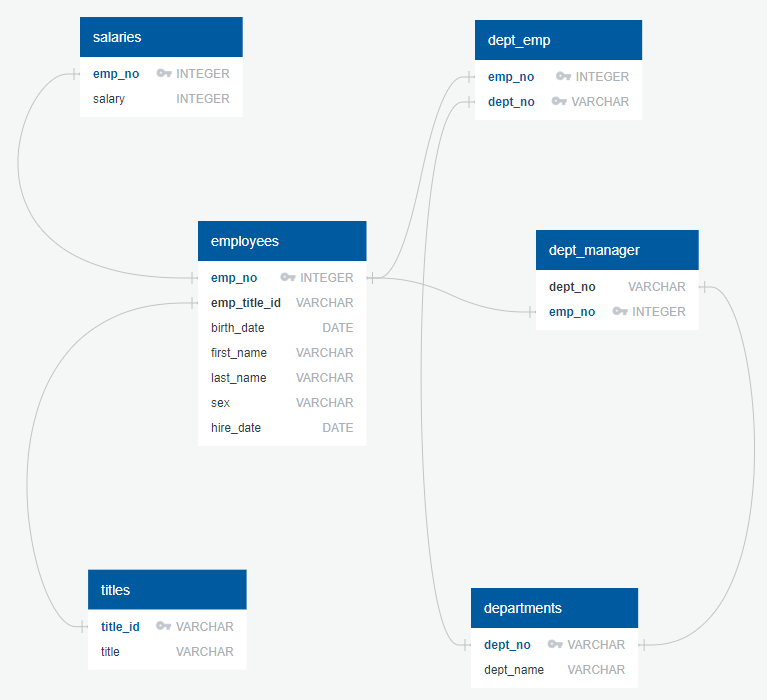 salaries
emp_no INTEGER
salary INTEGER
dept_emp
emp_no INTEGER
dept_no VARCHAR
employees
emp_no INTEGER
emp_title_id VARCHAR
birth_date DATE
first_name VARCHAR
last_name VARCHAR
sex VARCHAR
hire_date DATE
dept_manager
dept_no VARCHAR
emp_no INTEGER
titles
title_id VARCHAR
title VARCHAR
departments
dept_no VARCHAR
dept_name VARCHAR